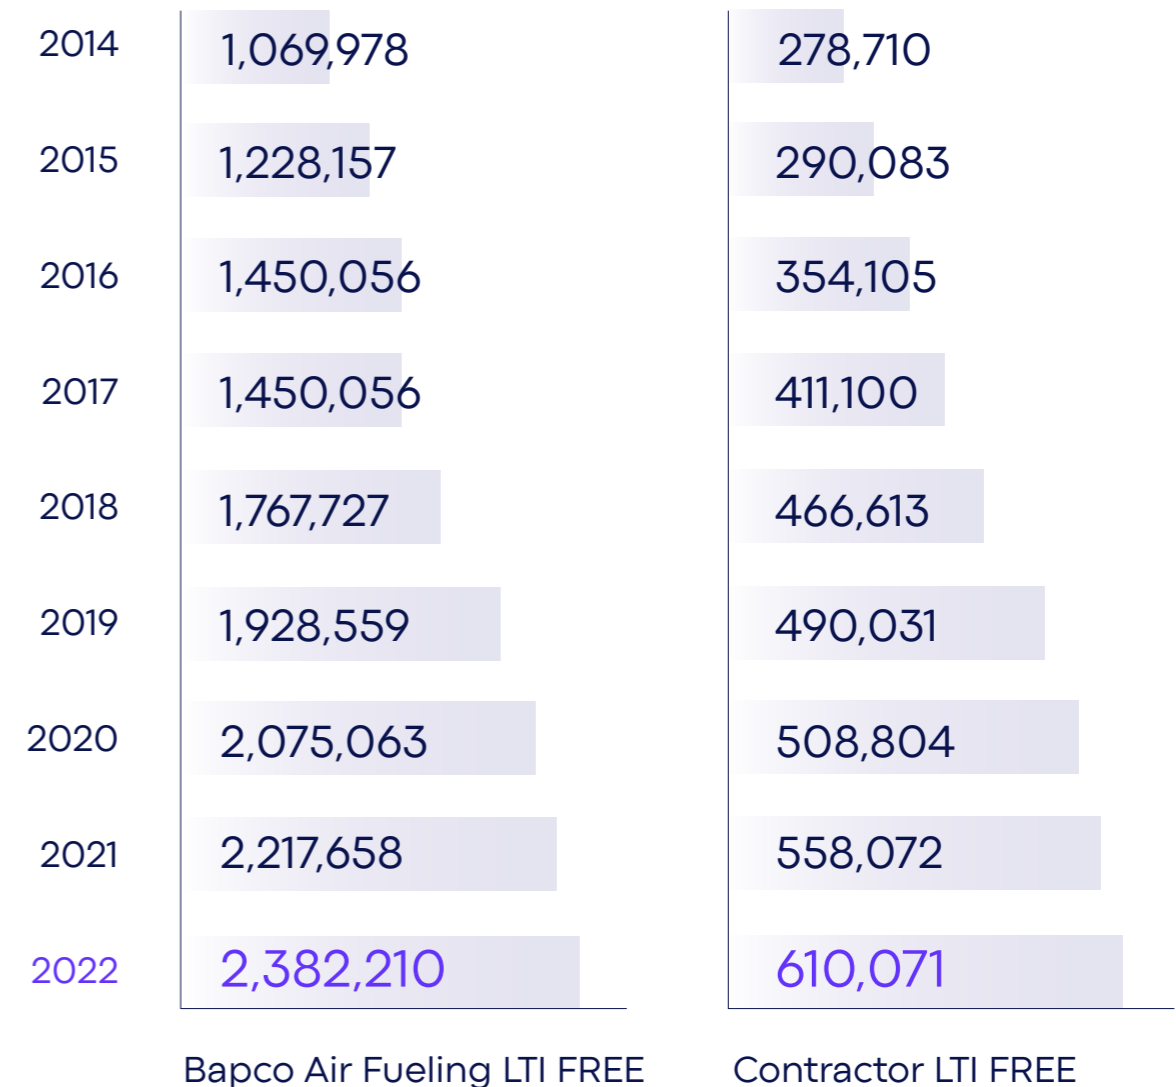 2014 1,069,978 278,710
2015 1,228,157 290,083
2016 1,450,056 354,105
2017 1,450,056 411,100
2018 1,767,727 466,613
2019 1,928,559 490,031
2020 2,075,063 508,804
2021 2,217,658 558,072
2022 2,382,210 610,071
Bapco Air Fueling LTI FREE Contractor LTI FREE